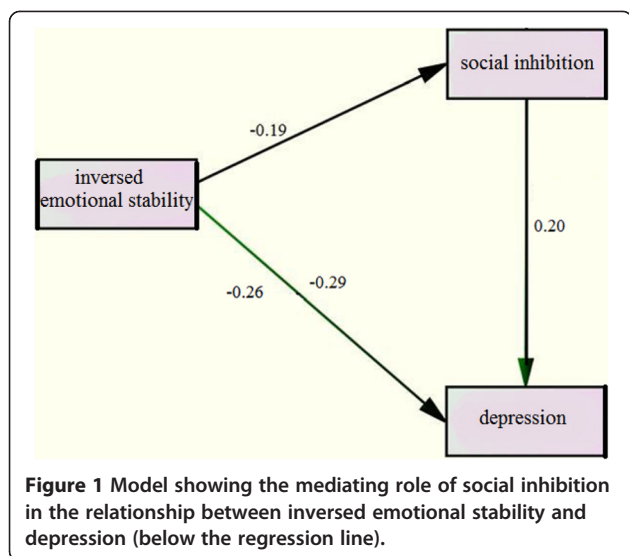 social inhibition
-0.19
inversed
emotional stability
0.20
-0.26
-0.29
depression
Figure 1 Model showing the mediating role of social inhibition
in the relationship between inversed emotional stability and
depression (below the regression line).